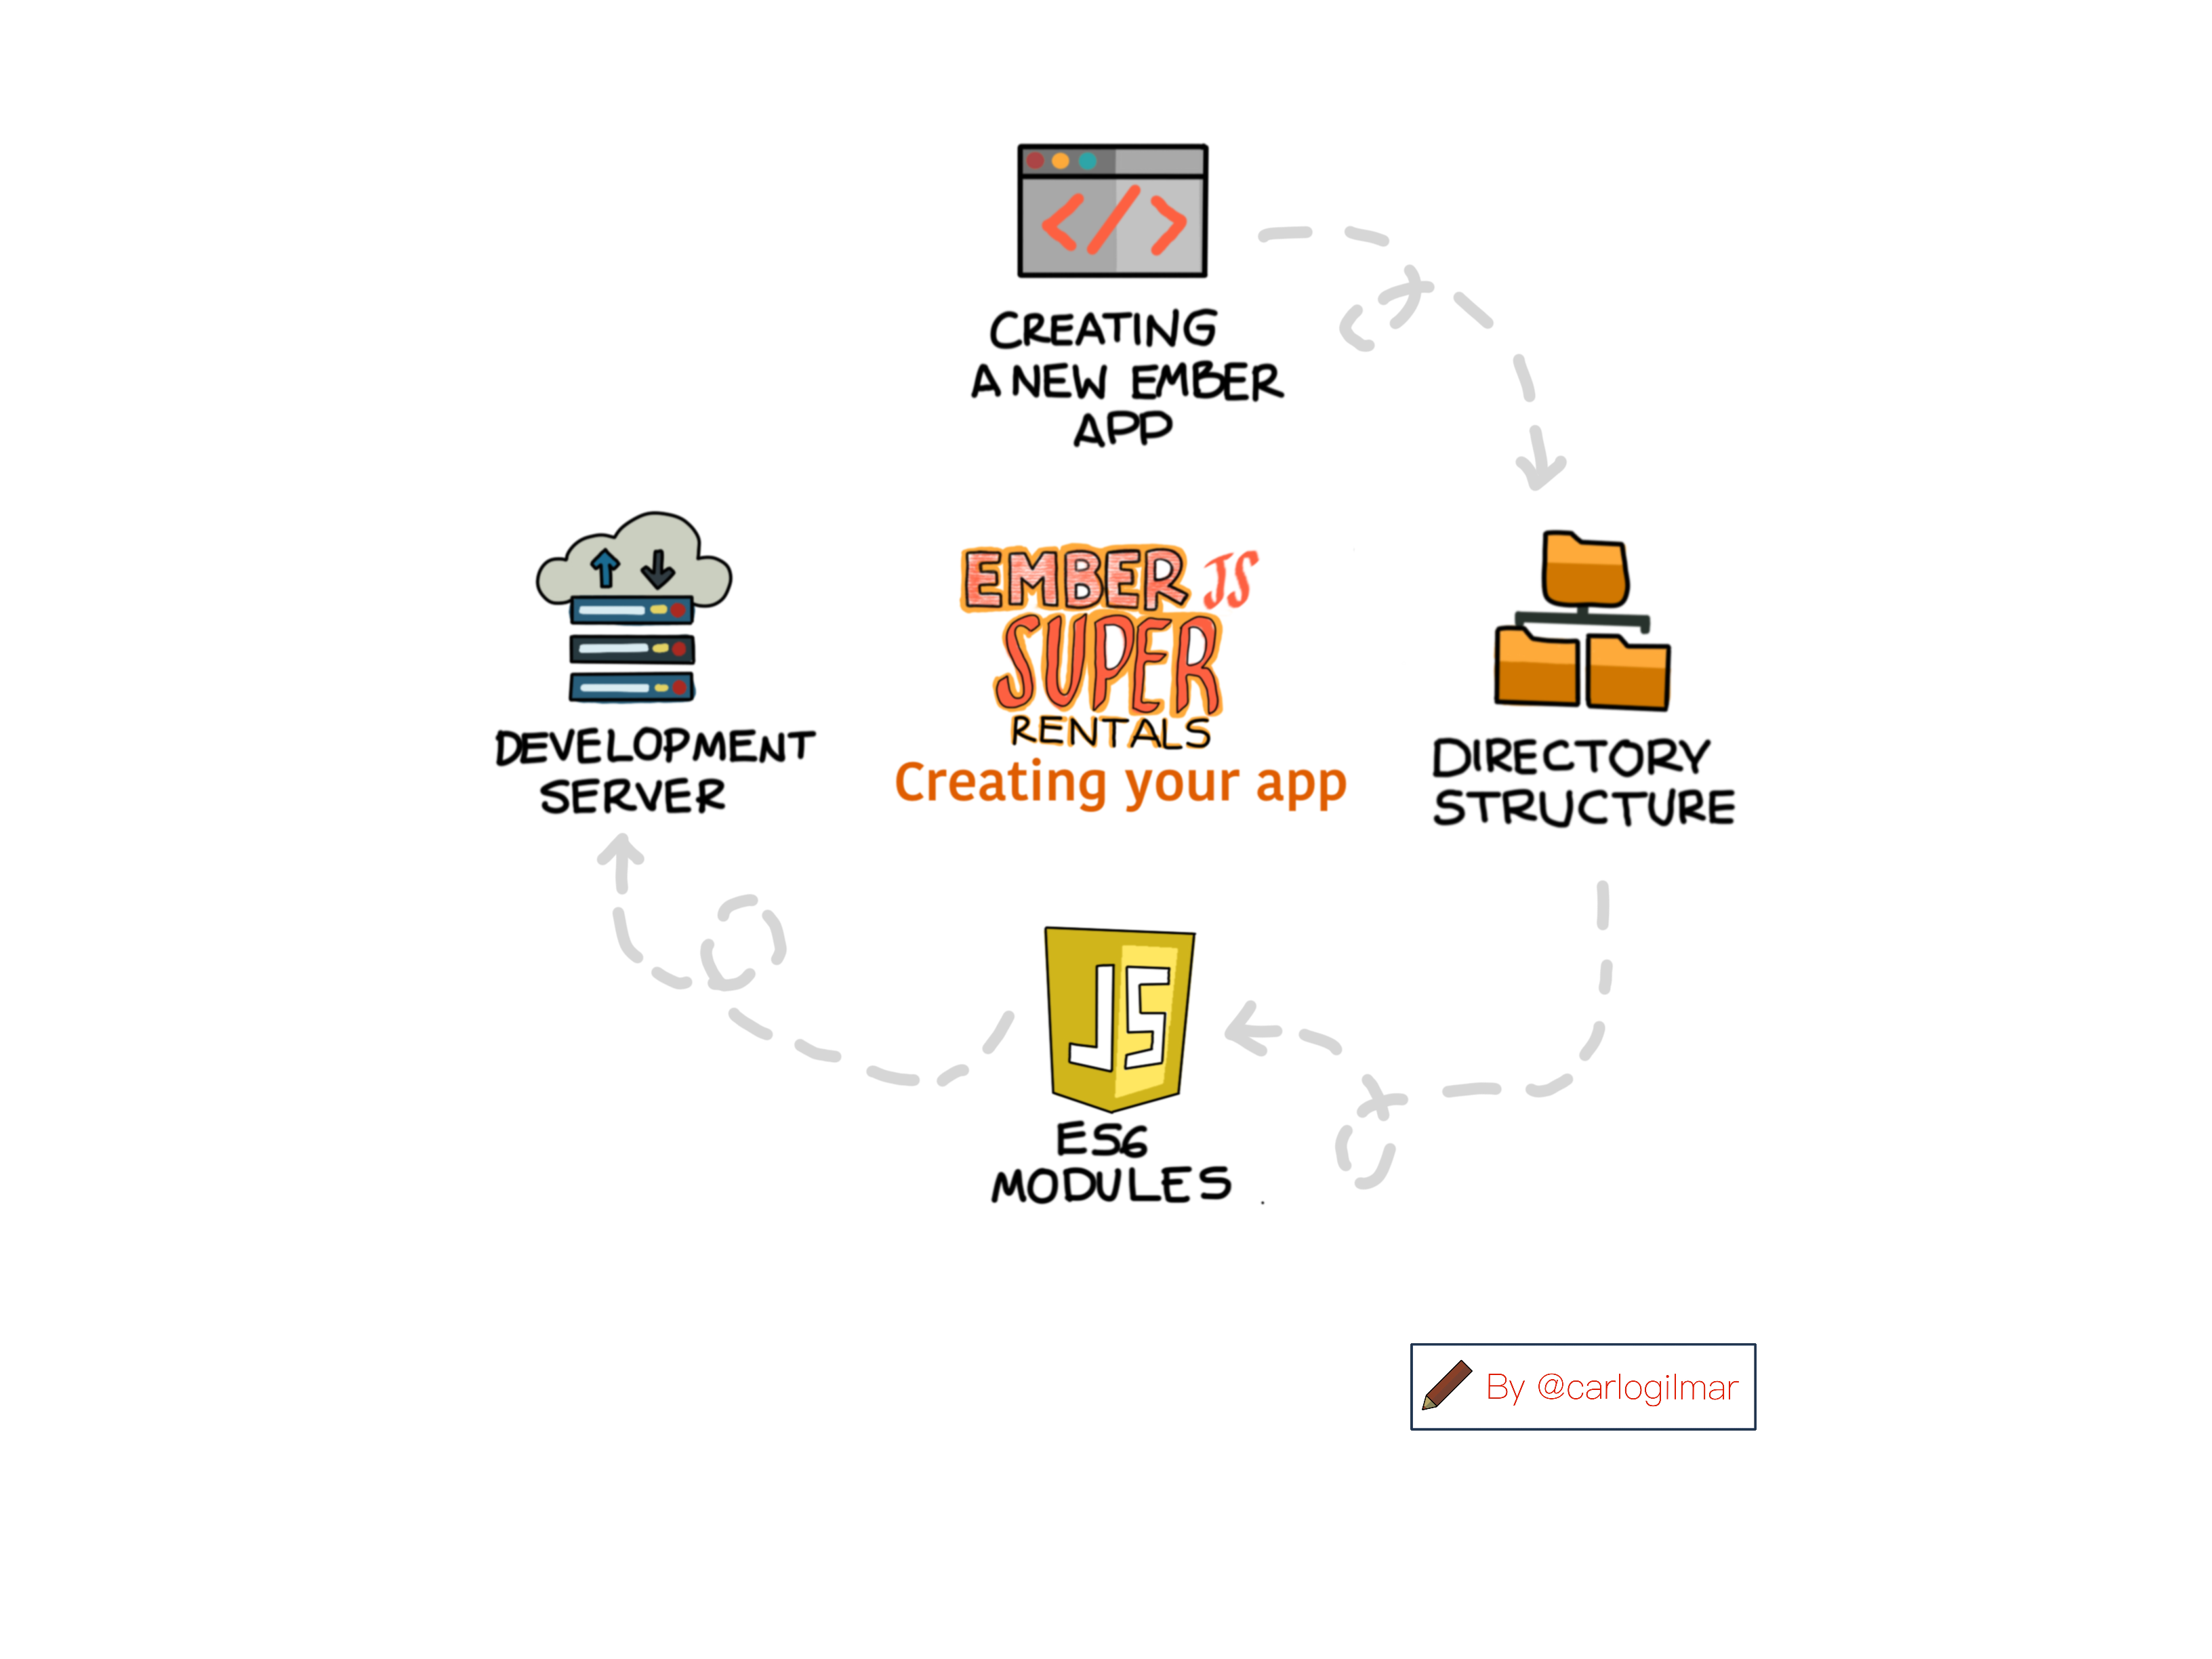 </>
CREATING
A NEW EMBER
APP
EMBER JS
SUPER
RENTALS
Creating your app
DEVELOPMENT
SERVER
DIRECTORY
STRUCTURE
JS
ES6
MODULES
By @carlogilmar